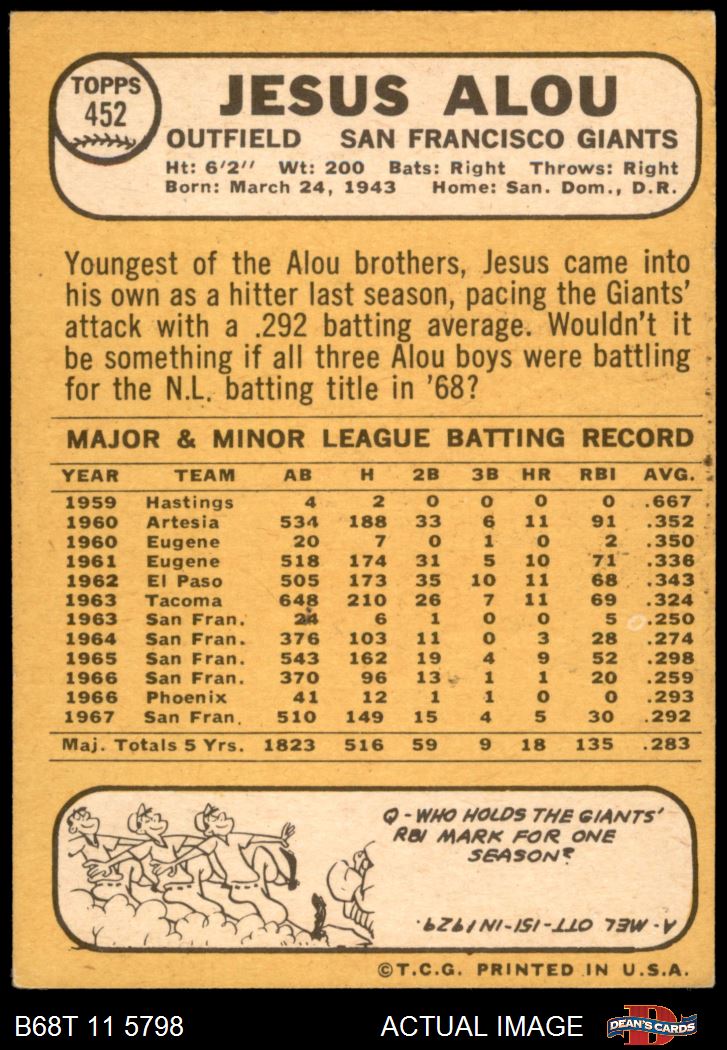 TOPPS
452
JESUS ALOU
OUTFIELD SAN FRANCISCO GIANTS
Ht: 6'2" Wt: 200 Bats: Right Throws: Right
Born: March 24, 1943 Home: San. Dom., D.R.
Youngest of the Alou brothers, Jesus came into
his own as a hitter last season, pacing the Giants'
attack with a .292 batting average. Wouldn't it
be something if all three Alou boys were battling
for the N.L. batting title in '68?
MAJOR & MINOR LEAGUE BATTING RECORD
YEAR TEAM AB H 2B 3B HR RBI AVG.
1959 Hastings 4 2 0 0 0 0 .667
1960 Artesia 534 188 33 6 11 91 .352
1960 Eugene 20 7 0 1 0 2 .350
1961 Eugene 518 174 31 5 10 71 .336
1962 El Paso 505 173 35 10 11 68 .343
1963 Tacoma 648 210 26 7 11 69 .324
1963 San Fran. 24 6 1 0 0 5 .250
1964 San Fran. 376 103 11 0 3 28 .274
1965 San Fran. 543 162 19 4 9 52 .298
1966 San Fran. 370 96 13 1 1 20 .259
1966 Phoenix 41 12 1 1 0 0 .293
1967 San Fran. 510 149 15 4 5 30 .292
Maj. Totals 5 Yrs. 1823 516 59 9 18 135 .283
Q - WHO HOLDS THE GIANTS'
RBI MARK FOR ONE
SEASON?
A - MEL OTT - 151 - IN 1929.
©T.C.G. PRINTED IN U.S.A.
B68T 11 5798 ACTUAL IMAGE
D
DEAN'S CARDS